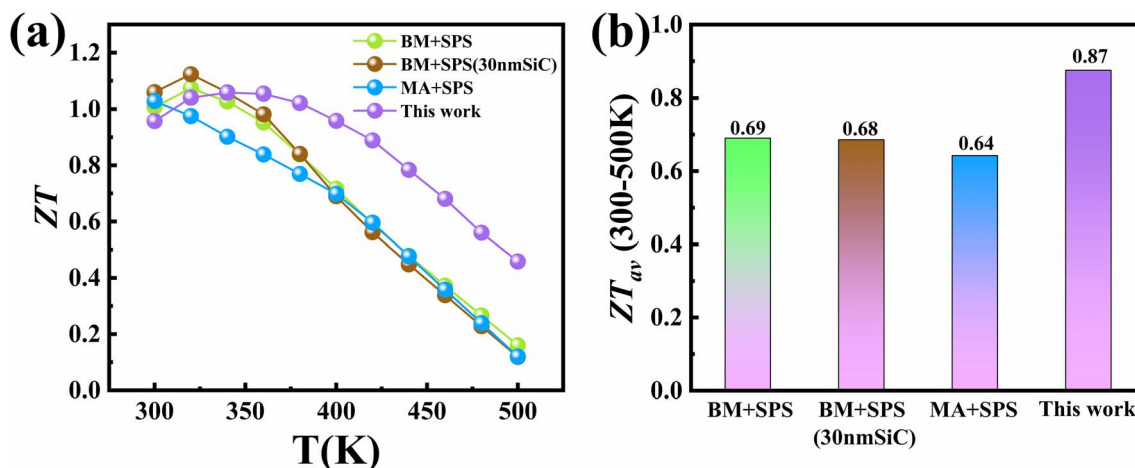 (a)
BM+SPS
BM+SPS(30nmSiC)
MA+SPS
This work
1.2
1.0
0.8
0.6
0.4
0.2
0.0
ZT
300
350
400
450
500
T(K)
(b)
1.0
0.8
0.6
0.4
0.2
0.0
ZTav (300-500K)
0.69
0.68
0.64
0.87
BM+SPS
BM+SPS
(30nmSiC)
MA+SPS
This work